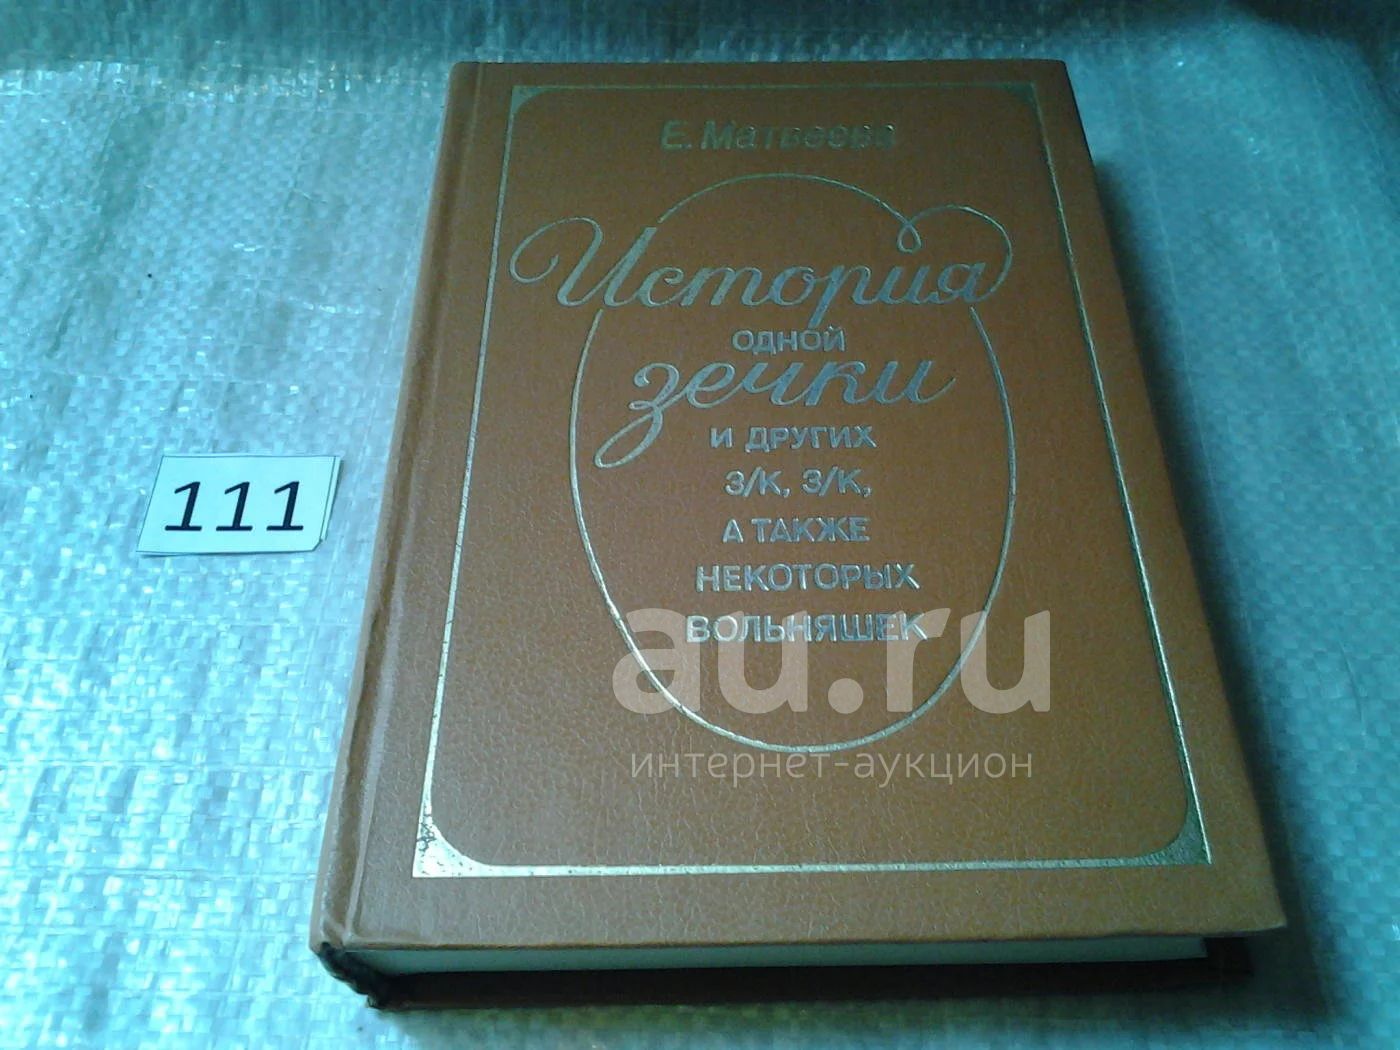 Е. Матвеева
История
одной
зечки
и других
з/к, з/к,
а также
некоторых
вольняшек
111
au.ru
интернет-аукцион